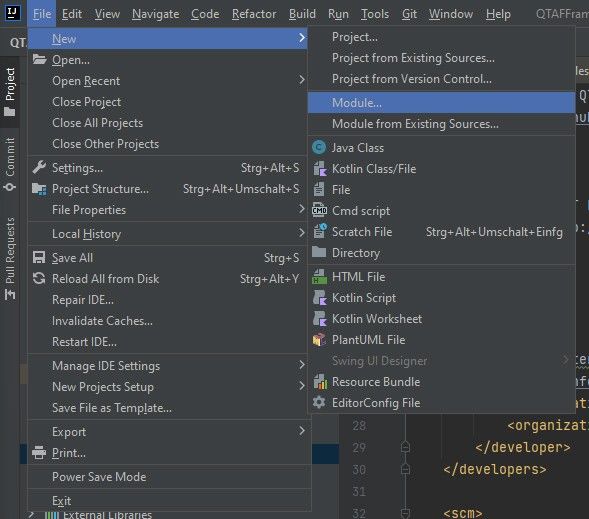 IJ
File Edit View Navigate Code Refactor Build Run Tools Git Window Help QTAFFram
QTA
Project
Commit
Pull Requests
New
Open...
Open Recent
Close Project
Close All Projects
Close Other Projects
Settings... Strg+Alt+S
Project Structure... Strg+Alt+Umschalt+S
File Properties
Local History
Save All Strg+S
Reload All from Disk Strg+Alt+Y
Repair IDE...
Invalidate Caches...
Restart IDE...
Manage IDE Settings
New Projects Setup
Save File as Template...
Export
Print...
Power Save Mode
Exit
External Libraries
Project...
Project from Existing Sources...
Project from Version Control...
Module...
Module from Existing Sources...
Java Class
Kotlin Class/File
File
Cmd script
Scratch File Strg+Alt+Umschalt+Einfg
Directory
HTML File
Kotlin Script
Kotlin Worksheet
PlantUML File
Swing UI Designer
Resource Bundle
EditorConfig File
28 <organizat
29 </developer>
30 </developers>
31
32 <scm>